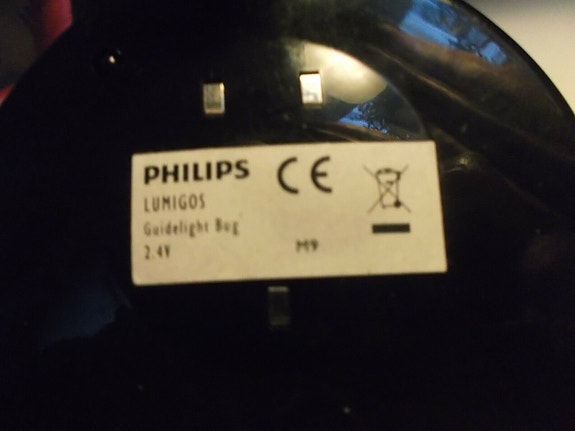 PHILIPS CE
LUMIGOS
Guidelight Bug
2.4V M9